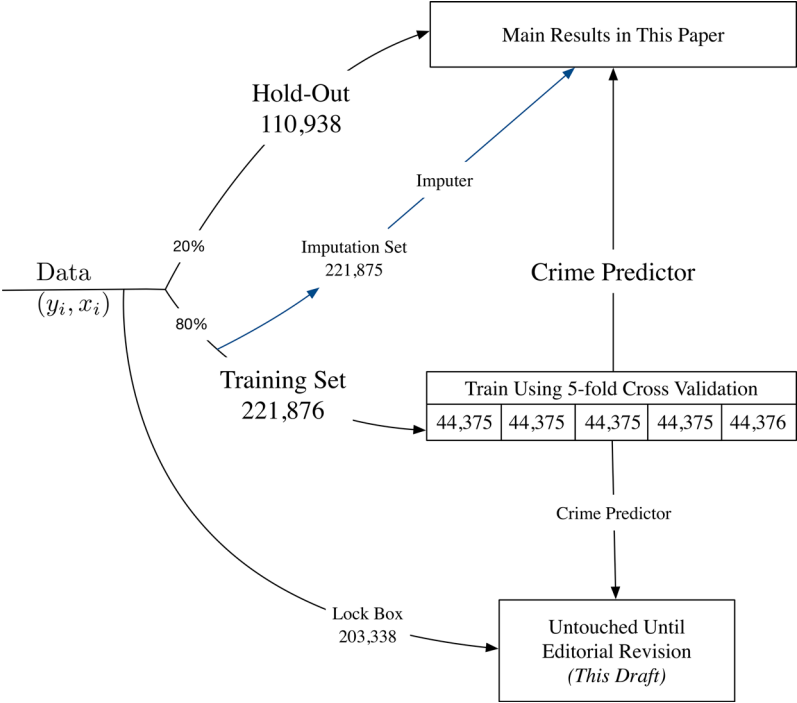 Main Results in This Paper
Hold-Out
110,938
Imputer
20%
Imputation Set
221,875
Data
(yᵢ, xᵢ)
Crime Predictor
80%
Training Set
221,876
Train Using 5-fold Cross Validation
44,375 44,375 44,375 44,375 44,376
Crime Predictor
Lock Box
203,338
Untouched Until
Editorial Revision
(This Draft)